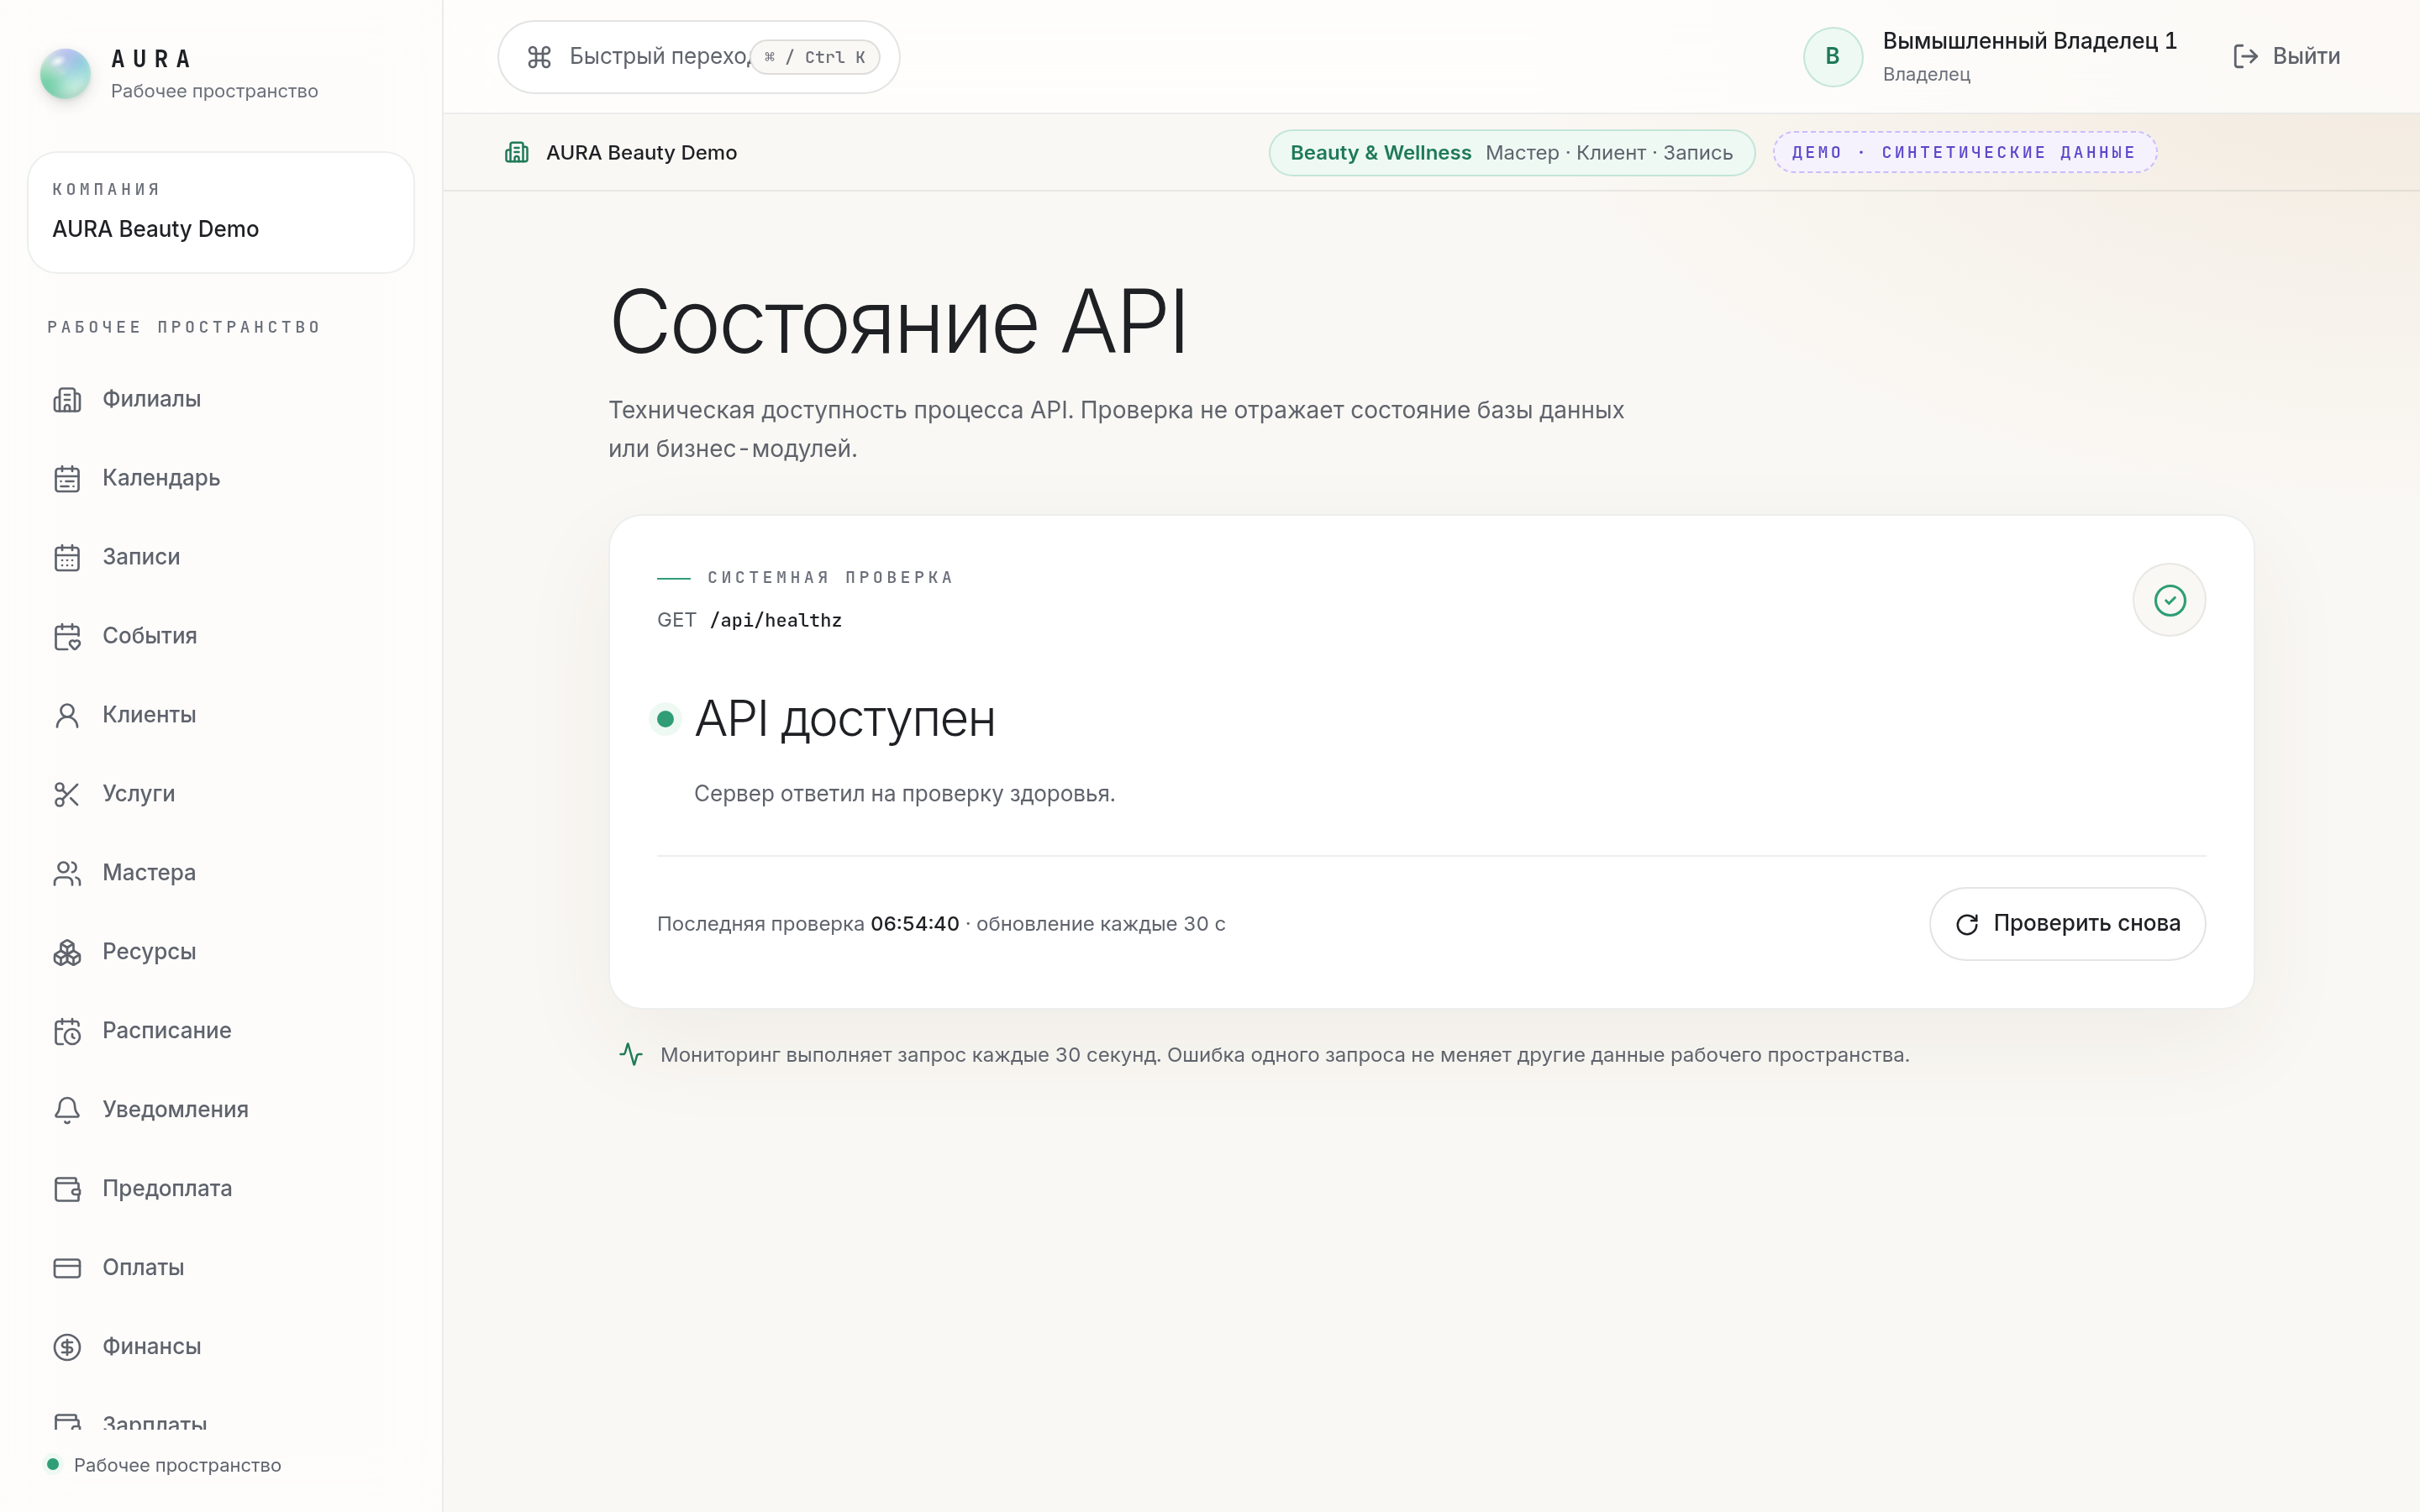 AURA
Рабочее пространство
КОМПАНИЯ
AURA Beauty Demo
РАБОЧЕЕ ПРОСТРАНСТВО
Филиалы
Календарь
Записи
События
Клиенты
Услуги
Мастера
Ресурсы
Расписание
Уведомления
Предоплата
Оплаты
Финансы
Зарплаты
Рабочее пространство
Быстрый переход ⌘ / Ctrl K
В
Вымышленный Владелец 1
Владелец
Выйти
AURA Beauty Demo
Beauty & Wellness Мастер · Клиент · Запись
ДЕМО · СИНТЕТИЧЕСКИЕ ДАННЫЕ
Состояние API
Техническая доступность процесса API. Проверка не отражает состояние базы данных
или бизнес-модулей.
СИСТЕМНАЯ ПРОВЕРКА
GET /api/healthz
API доступен
Сервер ответил на проверку здоровья.
Последняя проверка 06:54:40 · обновление каждые 30 с
Проверить снова
Мониторинг выполняет запрос каждые 30 секунд. Ошибка одного запроса не меняет другие данные рабочего пространства.